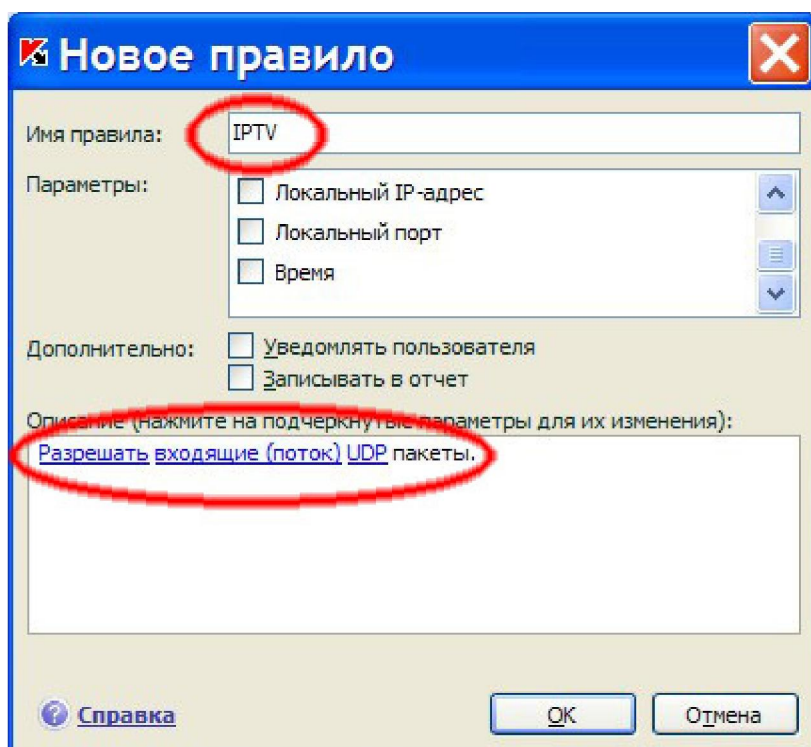 Новое правило
Имя правила: IPTV
Параметры:
Локальный IP-адрес
Локальный порт
Время
Дополнительно:
Уведомлять пользователя
Записывать в отчет
Описание (нажмите на подчеркнутые параметры для их изменения):
Разрешать входящие (поток) UDP пакеты.
Справка
OK
Отмена